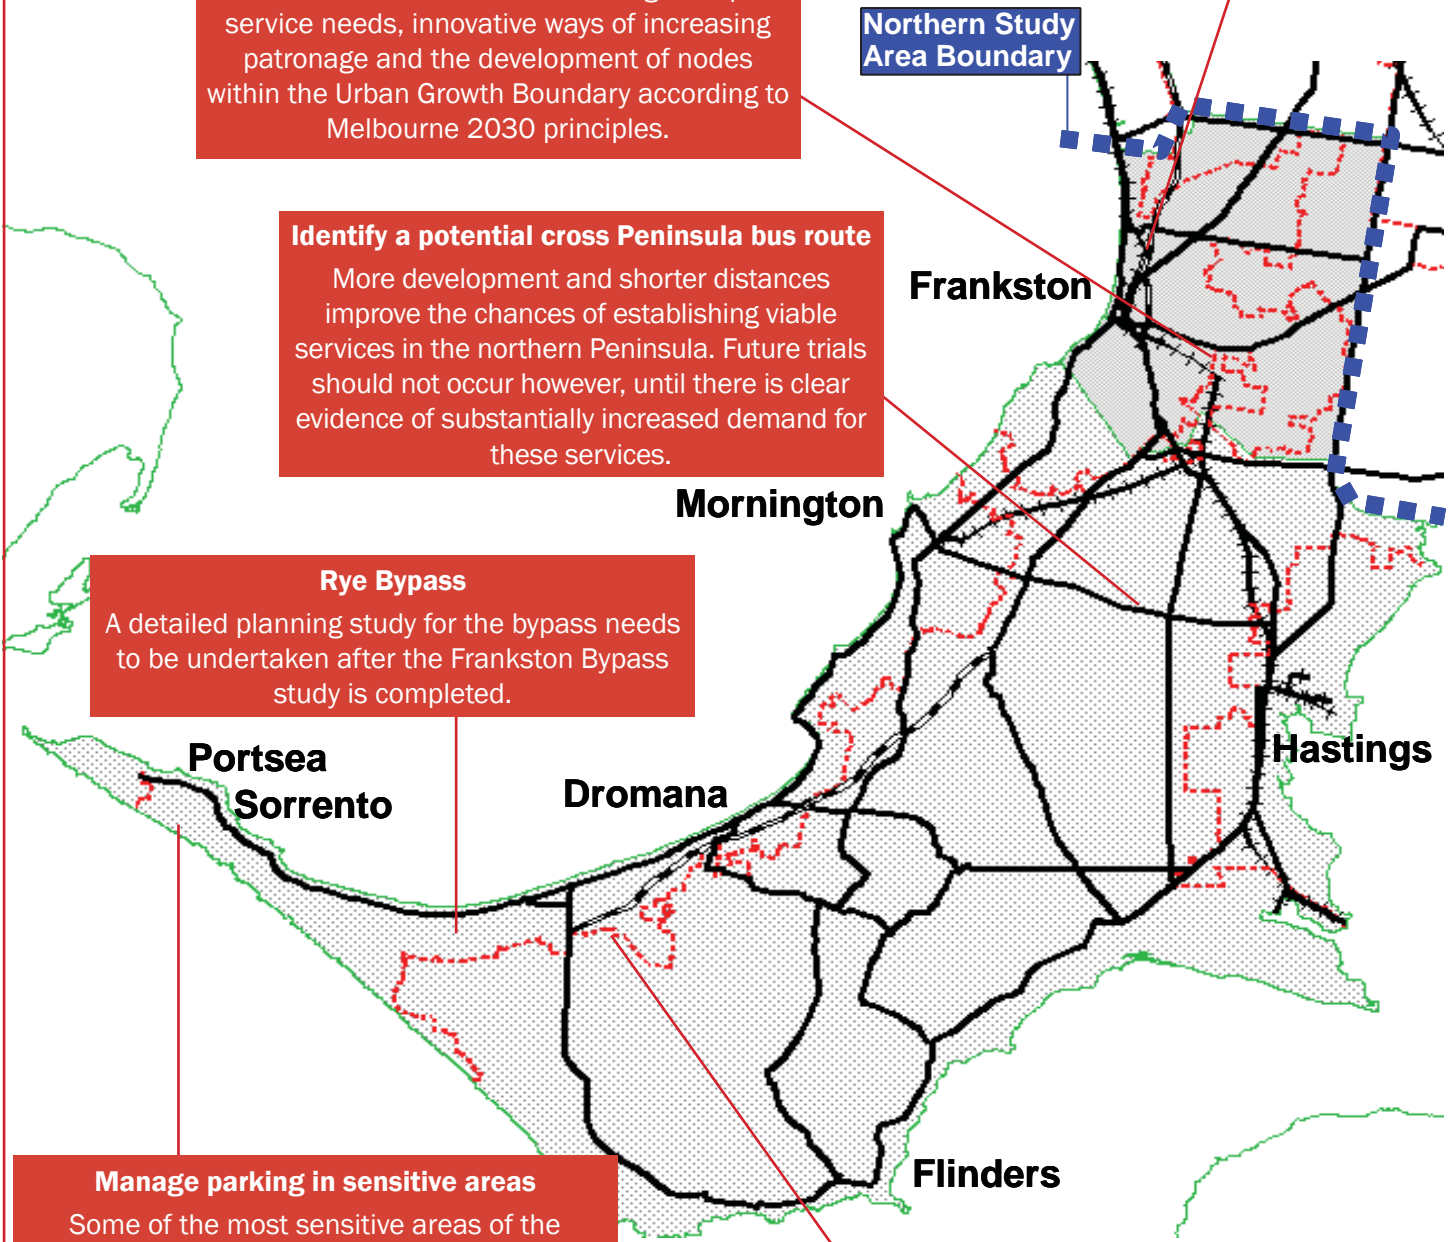 service needs, innovative ways of increasing
patronage and the development of nodes
within the Urban Growth Boundary according to
Melbourne 2030 principles.
Northern Study
Area Boundary
Identify a potential cross Peninsula bus route
More development and shorter distances
improve the chances of establishing viable
services in the northern Peninsula. Future trials
should not occur however, until there is clear
evidence of substantially increased demand for
these services.
Frankston
Mornington
Rye Bypass
A detailed planning study for the bypass needs
to be undertaken after the Frankston Bypass
study is completed.
Portsea
Sorrento
Dromana
Hastings
Flinders
Manage parking in sensitive areas
Some of the most sensitive areas of the